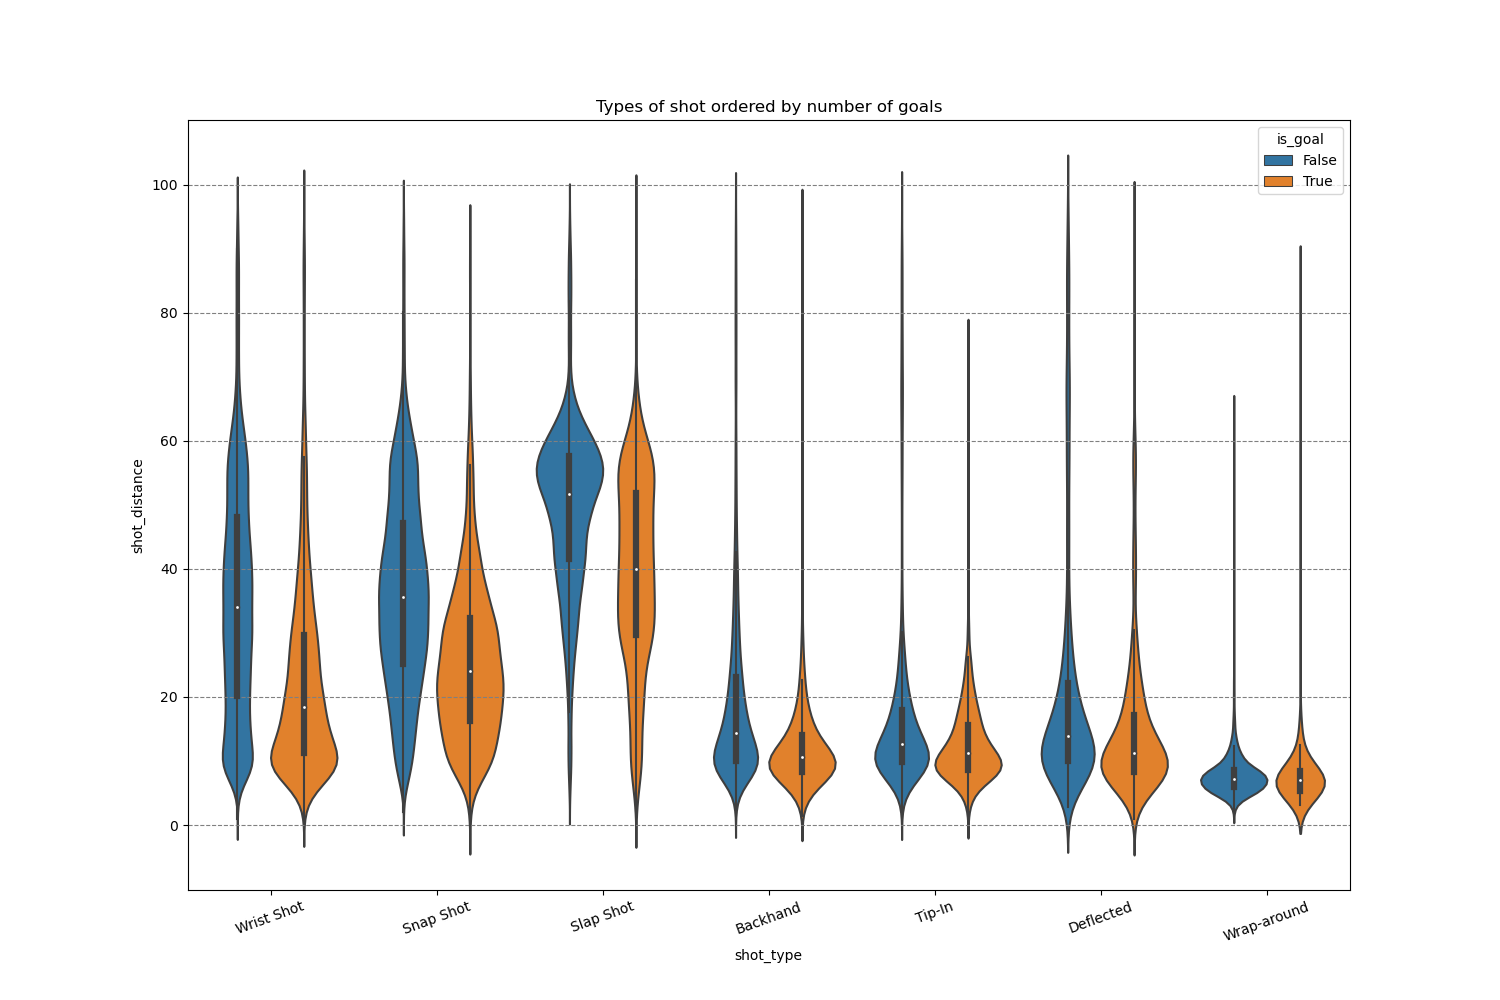 Types of shot ordered by number of goals
is_goal
False
True
100
80
60
40
20
0
shot_distance
Wrist Shot
Snap Shot
Slap Shot
Backhand
Tip-In
Deflected
Wrap-around
shot_type